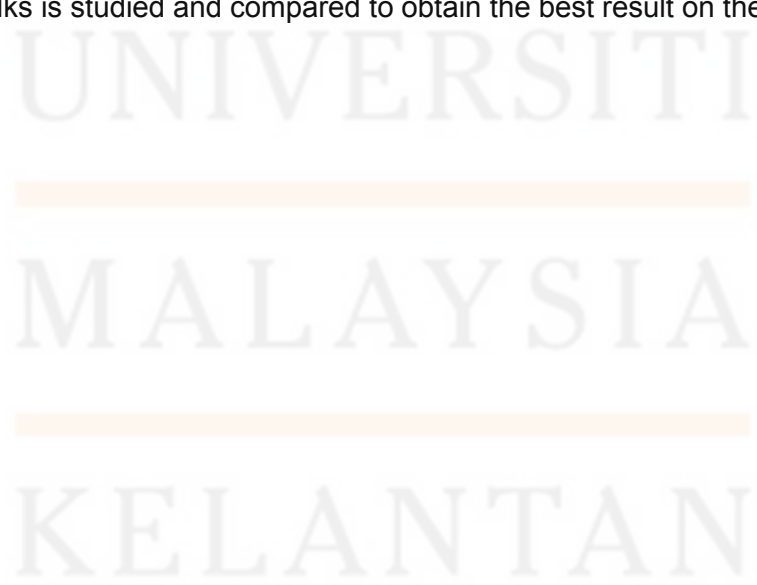 is studied and compared to obtain the best result on the
UNIVERSITI
MALAYSIA
KELANTAN